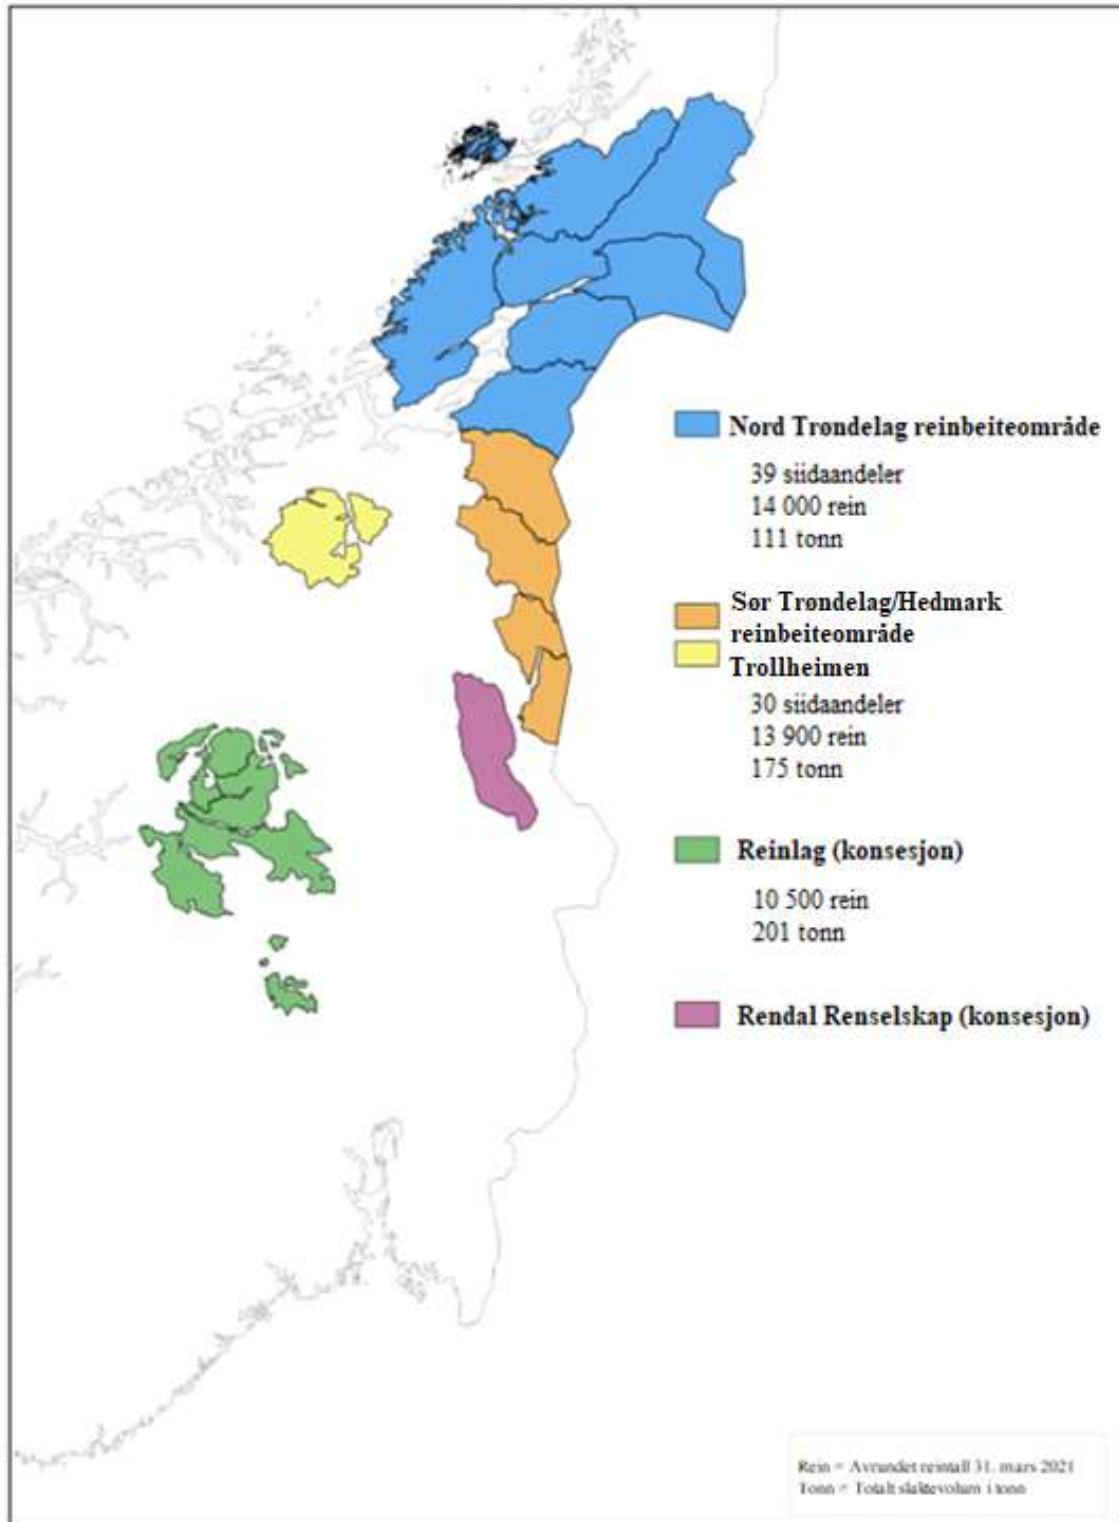 Nord Trøndelag reinbeiteområde
39 siidaandeler
14 000 rein
111 tonn
Sør Trøndelag/Hedmark
reinbeiteområde
Trollheimen
30 siidaandeler
13 900 rein
175 tonn
Reinlag (konsesjon)
10 500 rein
201 tonn
Rendal Renselskap (konsesjon)
Rein = Avrundet reintall 31. mars 2021
Tonn = Totalt slaktevolum i tonn